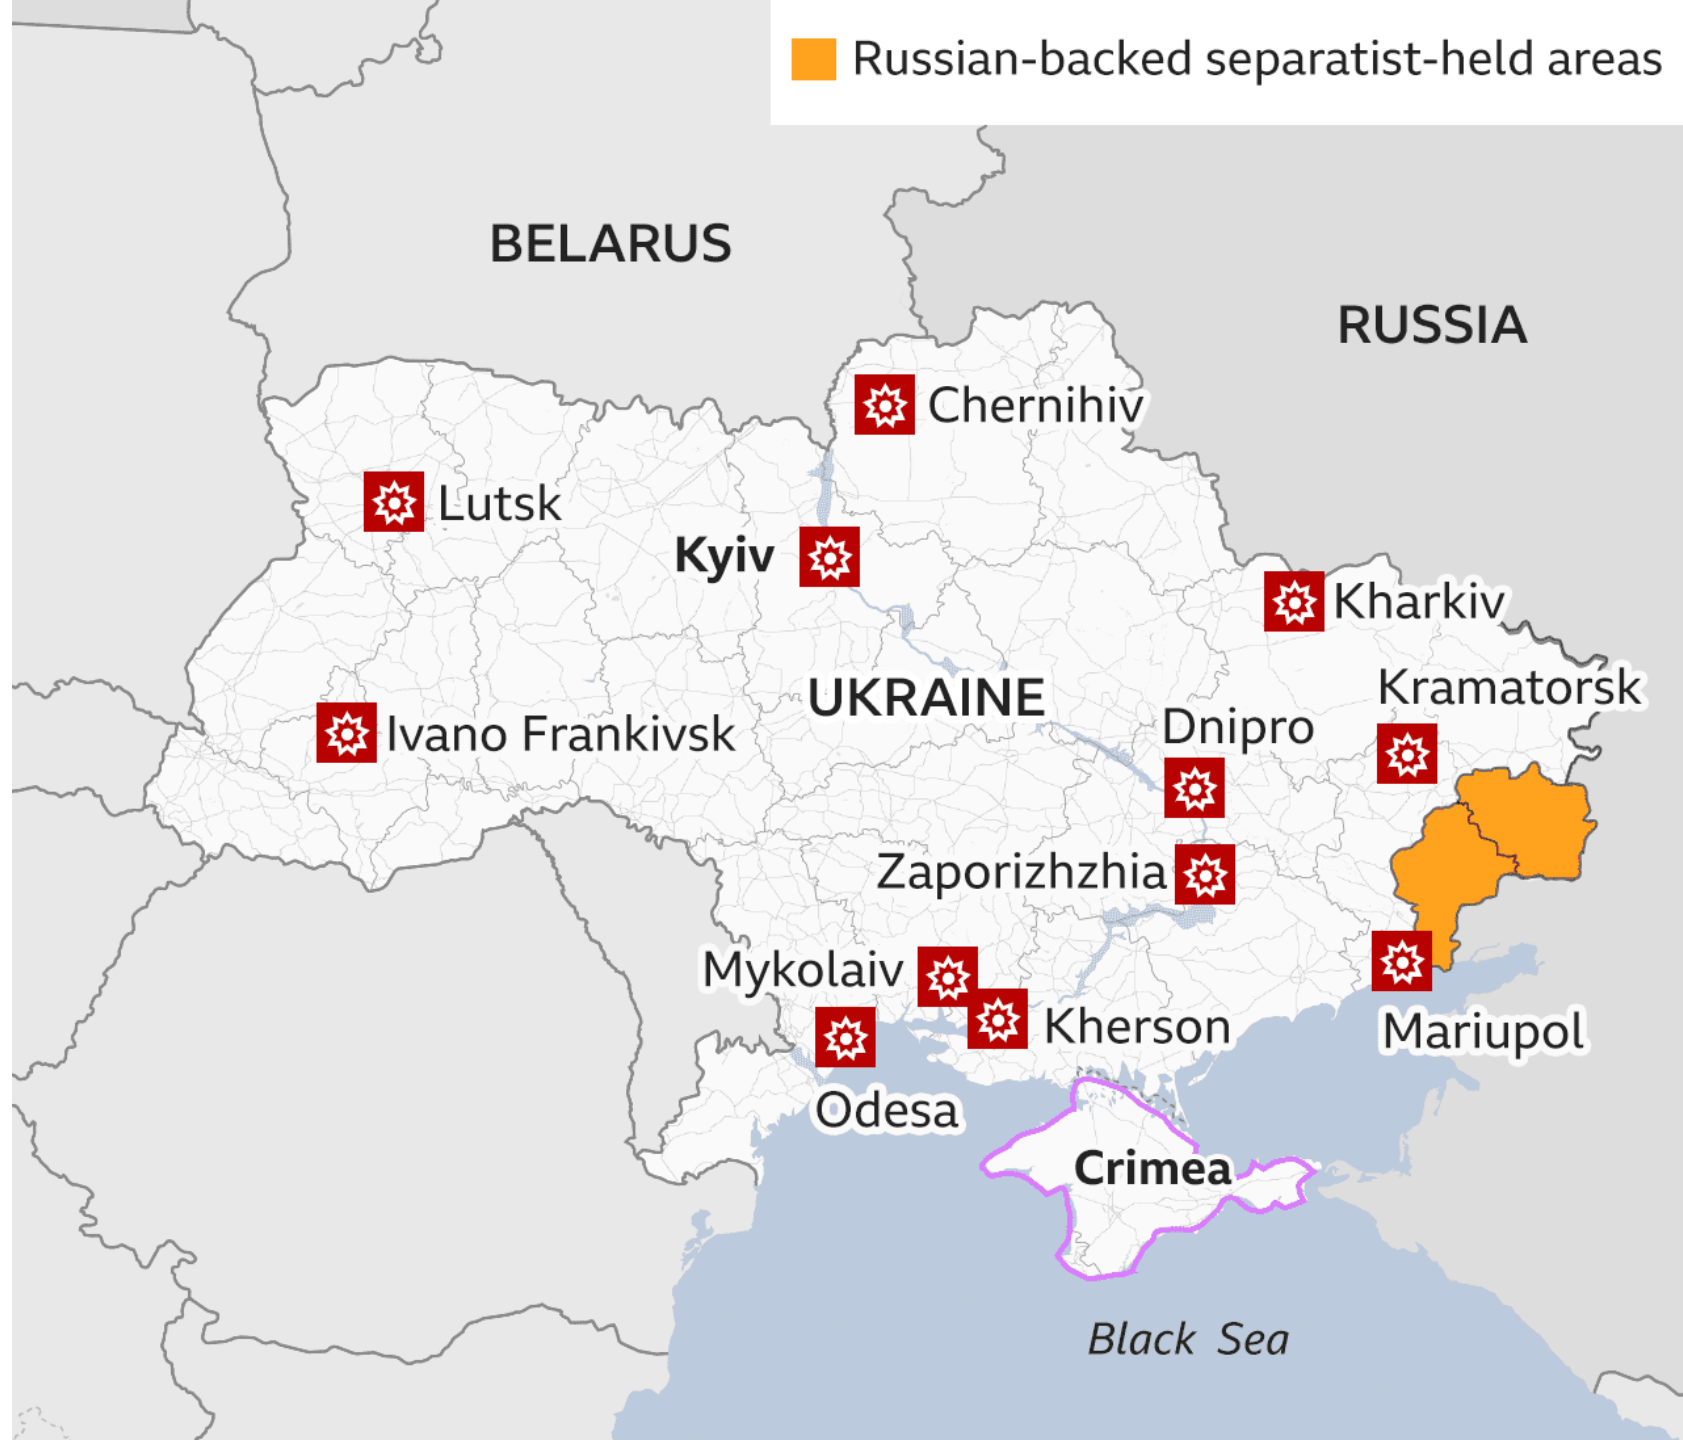 Russian-backed separatist-held areas
BELARUS
RUSSIA
Chernihiv
Lutsk
Kyiv
Kharkiv
Kramatorsk
UKRAINE
Dnipro
Ivano Frankivsk
Zaporizhzhia
Mykolaiv
Kherson
Mariupol
Odesa
Crimea
Black Sea